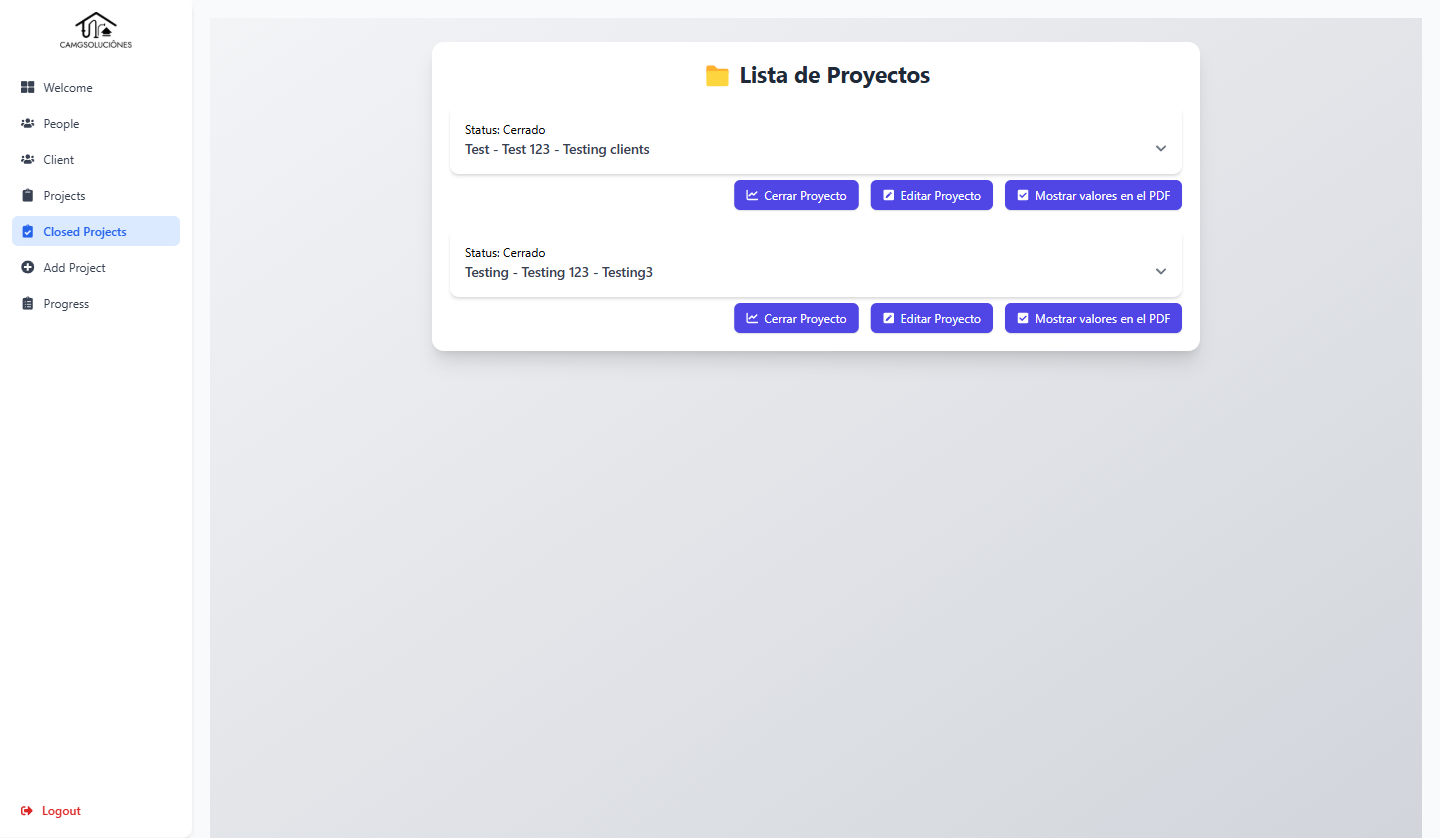 CAMGSOLUCIÓNES
Welcome
People
Client
Projects
Closed Projects
Add Project
Progress
Logout
Lista de Proyectos
Status: Cerrado
Test - Test 123 - Testing clients
Cerrar Proyecto Editar Proyecto Mostrar valores en el PDF
Status: Cerrado
Testing - Testing 123 - Testing3
Cerrar Proyecto Editar Proyecto Mostrar valores en el PDF